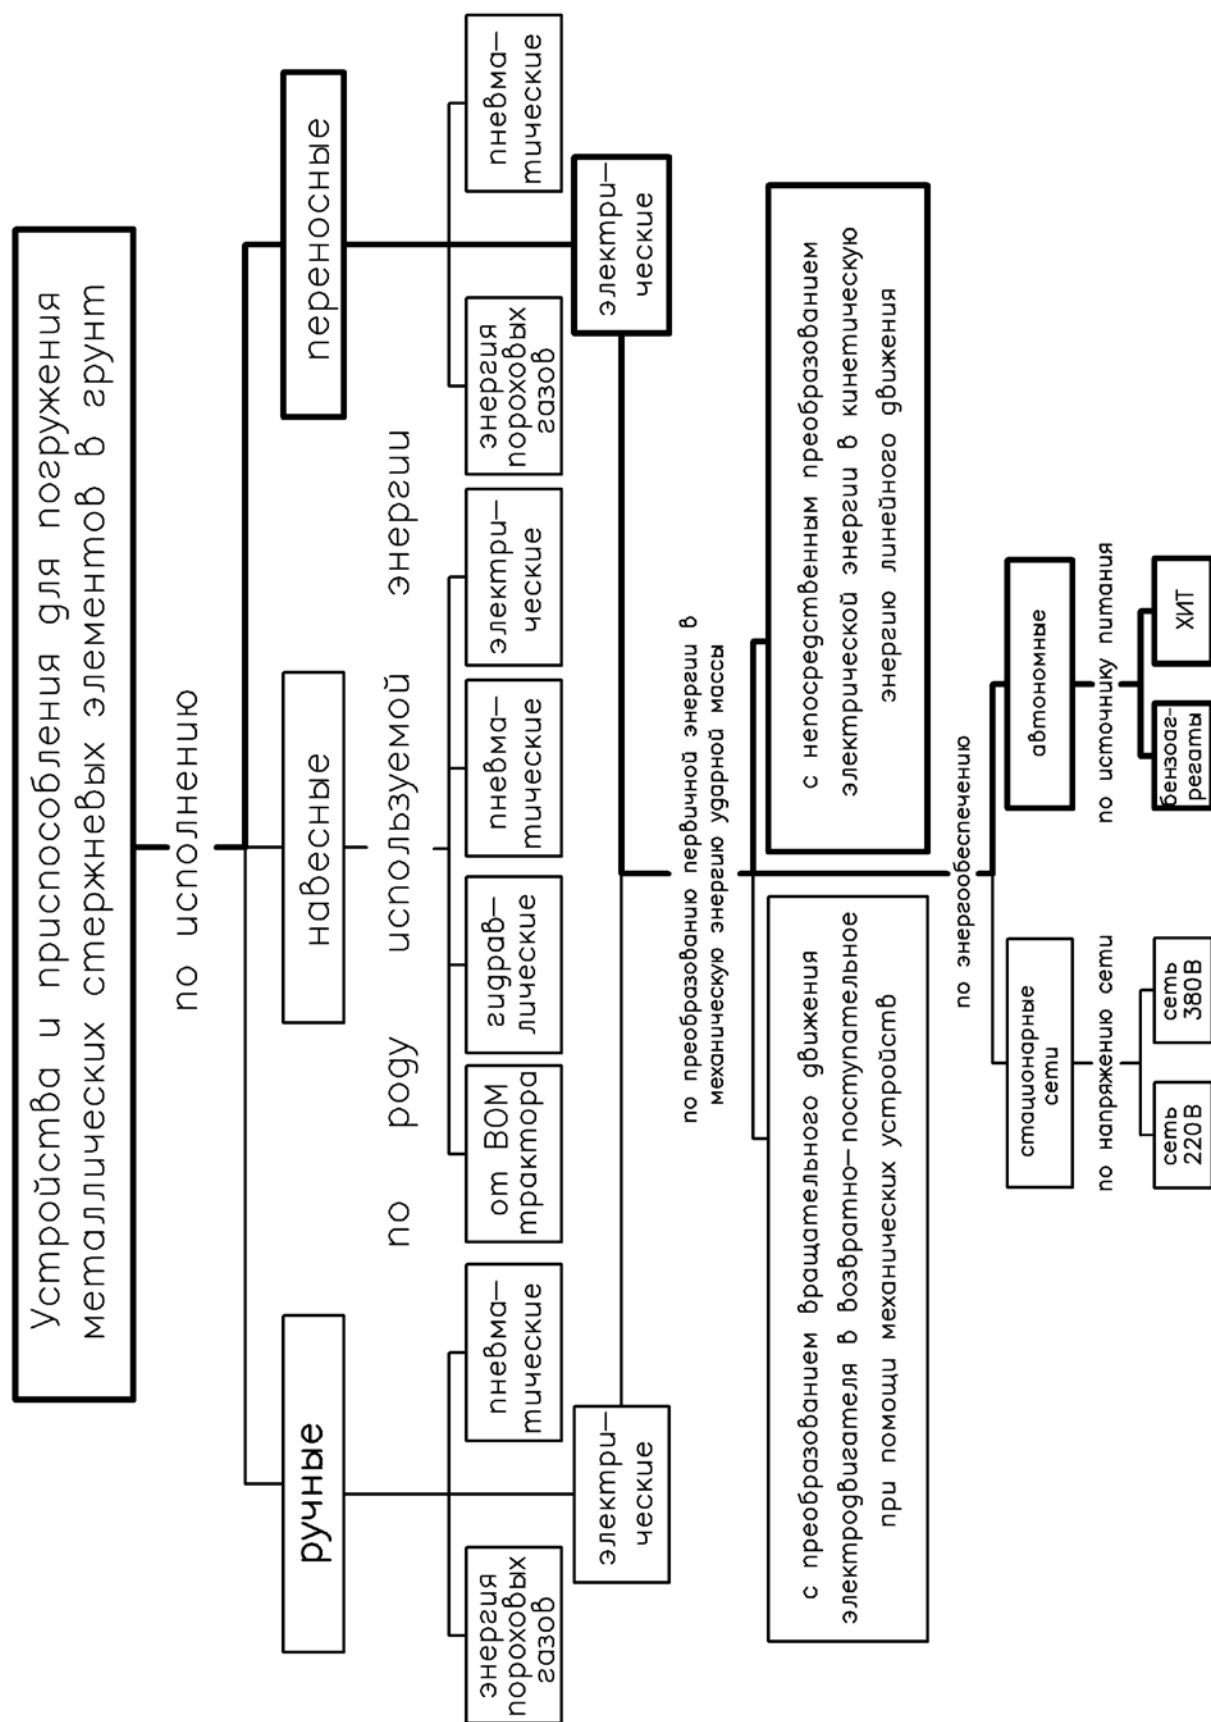 Устройства и приспособления для погружения
металлических стержневых элементов в грунт
по исполнению
ручные
навесные
переносные
по роду используемой энергии
энергия
пороховых
газов
пневма—
тические
от ВОМ
трактора
гидрав—
лические
пневма—
тические
электри—
ческие
энергия
пороховых
газов
пневма—
тические
электри—
ческие
электри—
ческие
по преобразованию первичной энергии в
механическую энергию ударной массы
с преобразованием вращательного движения
электродвигателя в возвратно—поступательное
при помощи механических устройств
с непосредственным преобразованием
электрической энергии в кинетическую
энергию линейного движения
по энергообеспечению
стационарные
сети
автономные
по напряжению сети
по источнику питания
сеть
220В
сеть
380В
бензоаг-
регаты
ХИТ